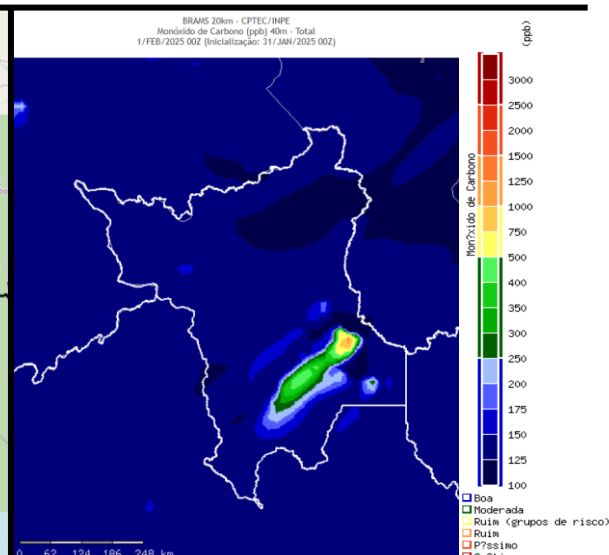 BRAMS 20km - CPTEC/INPE
Monóxido de Carbono (ppb) 40m - Total
1/FEB/2025 00Z (Inicialização: 31/JAN/2025 00Z)
(ppb)
Mon?xido de Carbono
3000
2500
2000
1500
1250
1000
750
500
400
350
300
250
200
175
150
125
100
Boa
Moderada
Ruim (grupos de risco)
Ruim
P?ssimo
0 62 124 186 248 km